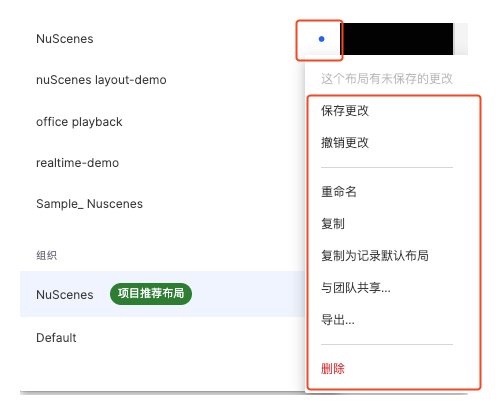 NuScenes
nuScenes layout-demo
office playback
realtime-demo
Sample_ Nuscenes
组织
NuScenes 项目推荐布局
Default
这个布局有未保存的更改
保存更改
撤销更改
重命名
复制
复制为记录默认布局
与团队共享...
导出...
删除